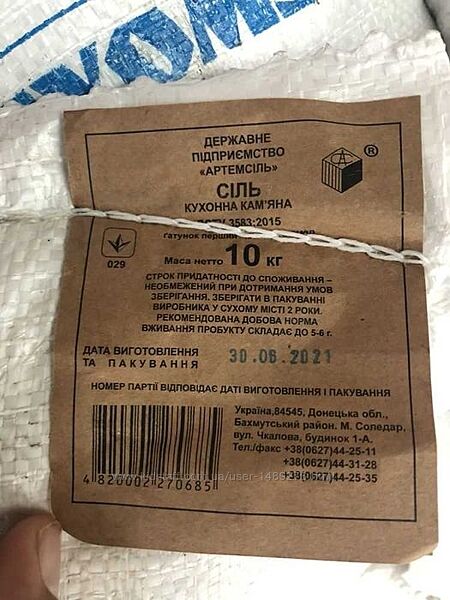 ДЕРЖАВНЕ
ПІДПРИЄМСТВО
«АРТЕМСІЛЬ»
®
СІЛЬ
КУХОННА КАМ'ЯНА
3583:2015
ґатунок перший
029
Маса нетто 10 кг
СТРОК ПРИДАТНОСТІ ДО СПОЖИВАННЯ –
НЕОБМЕЖЕНИЙ ПРИ ДОТРИМАННІ УМОВ
ЗБЕРІГАННЯ. ЗБЕРІГАТИ В ПАКУВАННІ
ВИРОБНИКА У СУХОМУ МІСТІ 2 РОКИ.
РЕКОМЕНДОВАНА ДОБОВА НОРМА
ВЖИВАННЯ ПРОДУКТУ СКЛАДАЄ ДО 5-6 г.
ДАТА ВИГОТОВЛЕННЯ
ТА ПАКУВАННЯ
30.06.2021
НОМЕР ПАРТІЇ ВІДПОВІДАЄ ДАТІ ВИГОТОВЛЕННЯ І ПАКУВАННЯ
Україна,84545, Донецька обл.,
Бахмутський район. М. Соледар,
вул. Чкалова, будинок 1-А.
Тел./факс +38(0627)44-25-11
+38(0627)44-31-28
+38(0627)44-25-35
4 820002 270685